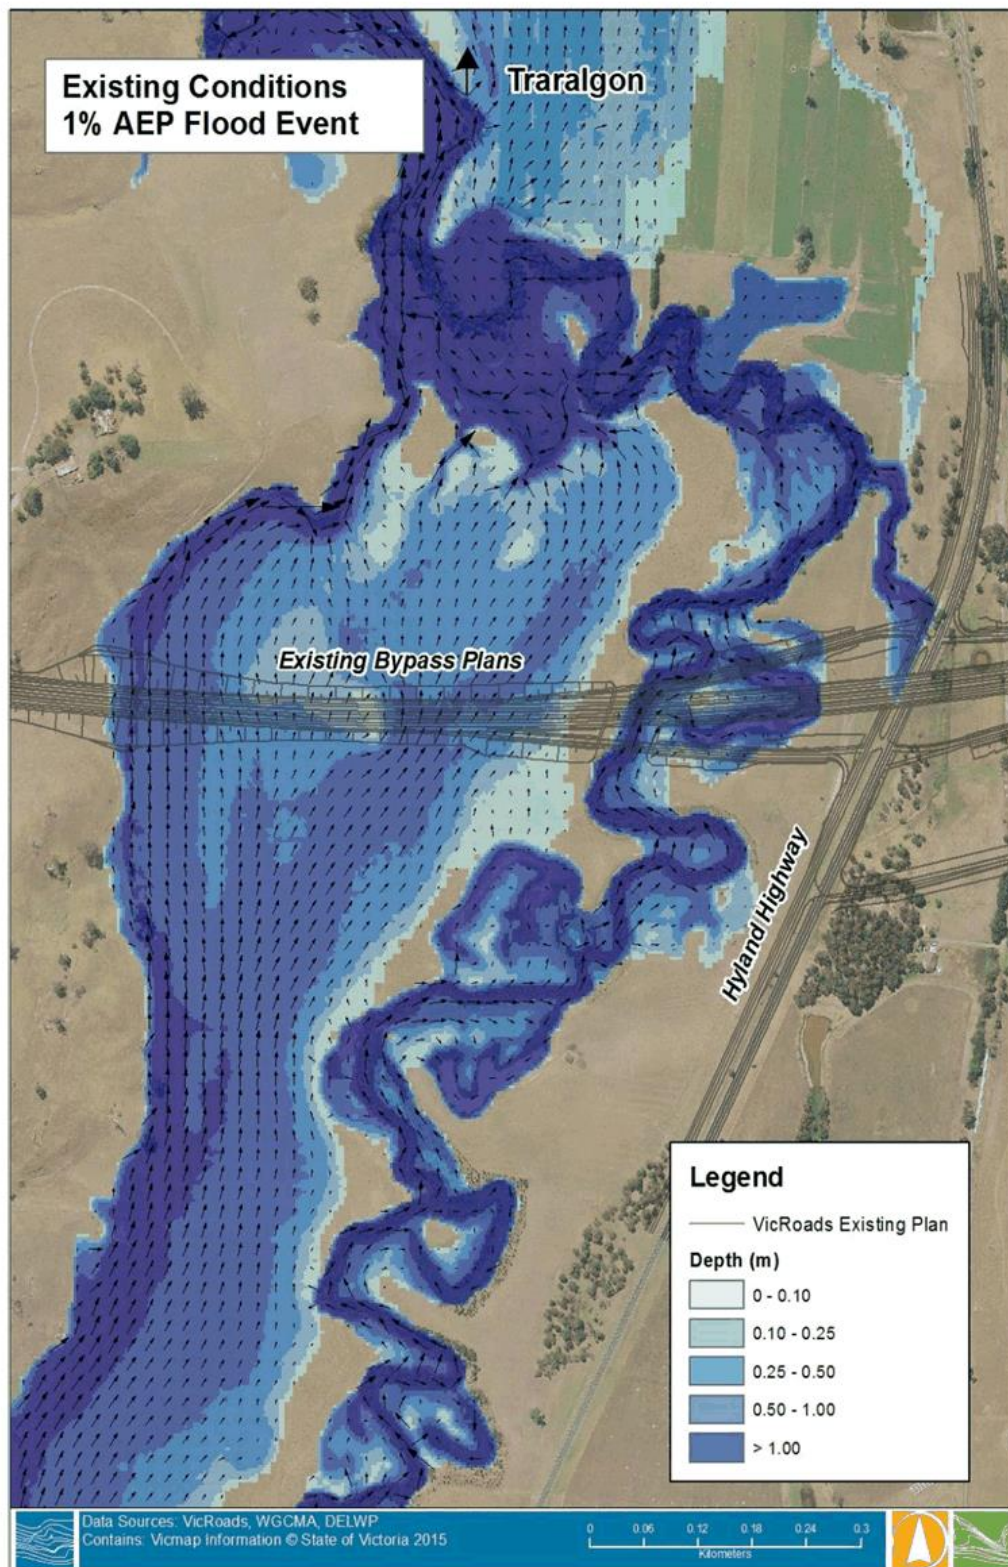 Existing Conditions
1% AEP Flood Event
Traralgon
Existing Bypass Plans
Hyland Highway
Legend
VicRoads Existing Plan
Depth (m)
0 - 0.10
0.10 - 0.25
0.25 - 0.50
0.50 - 1.00
> 1.00
Data Sources: VicRoads, WGCMA, DELWP
Contains: Vicmap Information © State of Victoria 2015
0 0.06 0.12 0.18 0.24 0.3
Kilometers